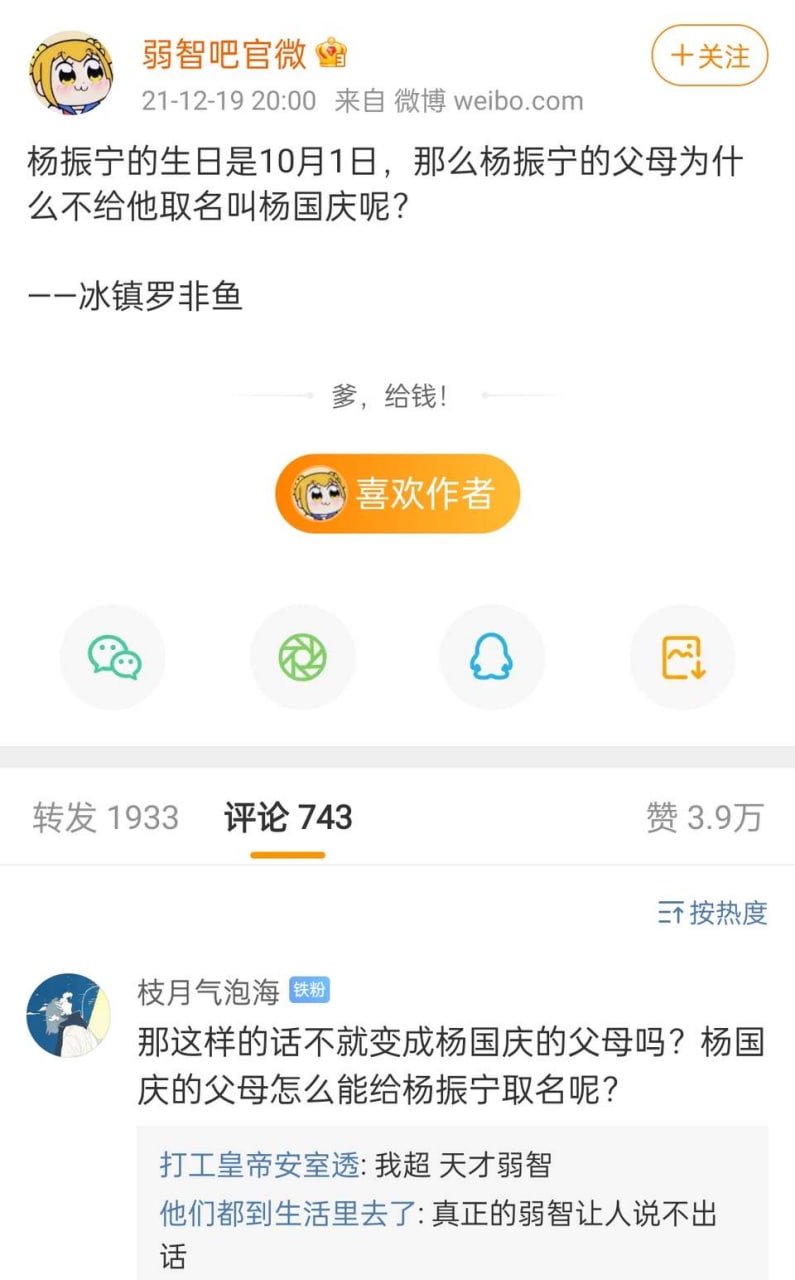 弱智吧官微
+关注
21-12-19 20:00 来自 微博 weibo.com
杨振宁的生日是10月1日，那么杨振宁的父母为什
么不给他取名叫杨国庆呢？
——冰镇罗非鱼
爹，给钱！
喜欢作者
转发 1933 评论 743 赞 3.9万
按热度
枝月气泡海 铁粉
那这样的话不就变成杨国庆的父母吗？杨国
庆的父母怎么能给杨振宁取名呢？
打工皇帝安室透: 我超 天才弱智
他们都到生活里去了: 真正的弱智让人说不出
话